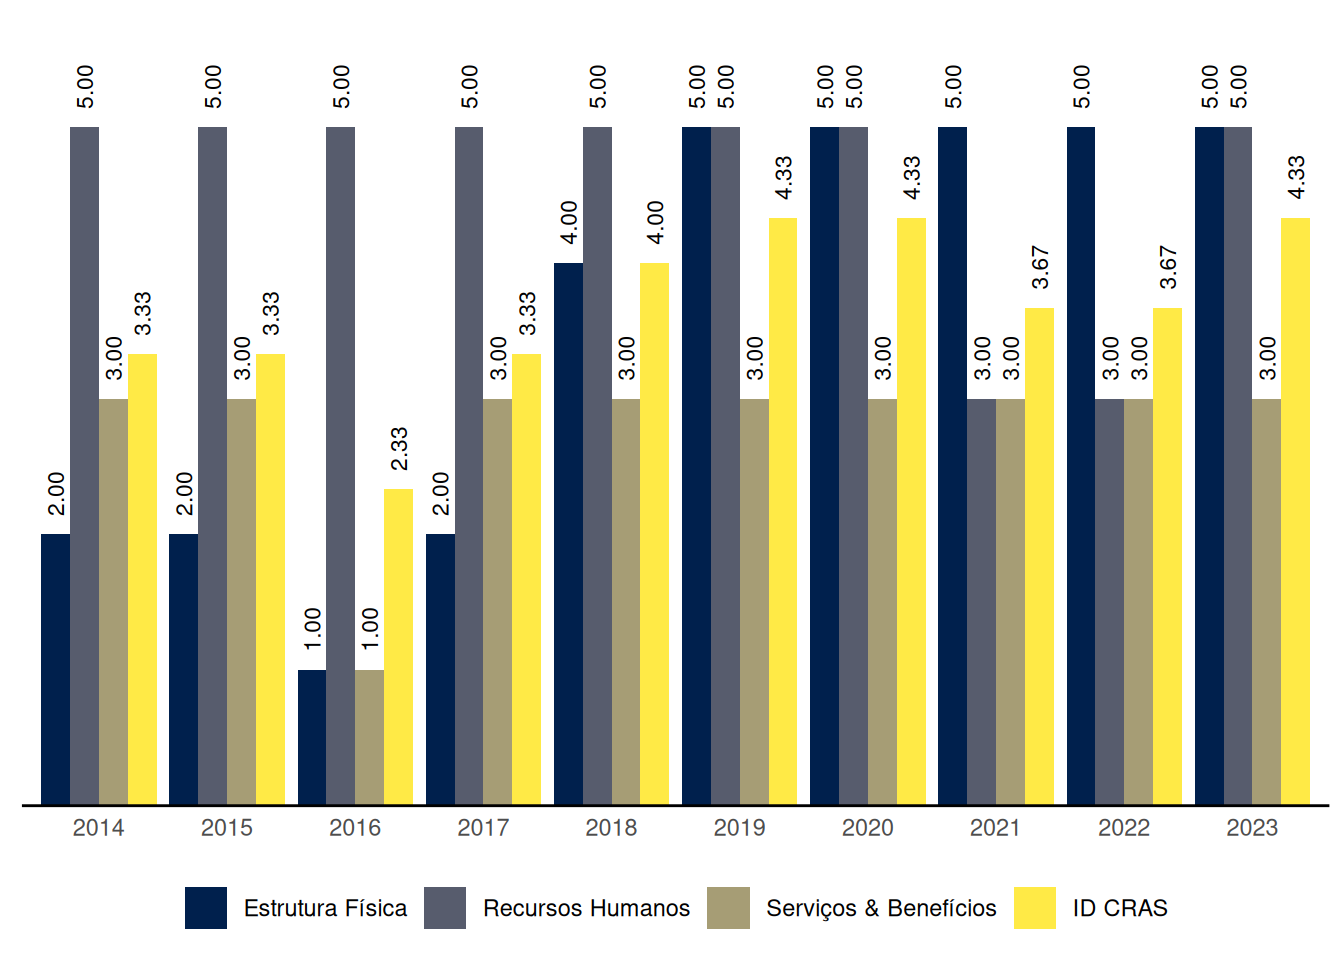 5.00 5.00 5.00 5.00 5.00 5.00 5.00 5.00 5.00 5.00 5.00 5.00 5.00
4.33 4.33 4.33
4.00 4.00
3.67 3.67
3.33 3.33 3.33
3.00 3.00 3.00 3.00 3.00 3.00 3.00 3.00 3.00 3.00 3.00
2.33
2.00 2.00 2.00
1.00 1.00
2014 2015 2016 2017 2018 2019 2020 2021 2022 2023
Estrutura Física Recursos Humanos Serviços & Benefícios ID CRAS